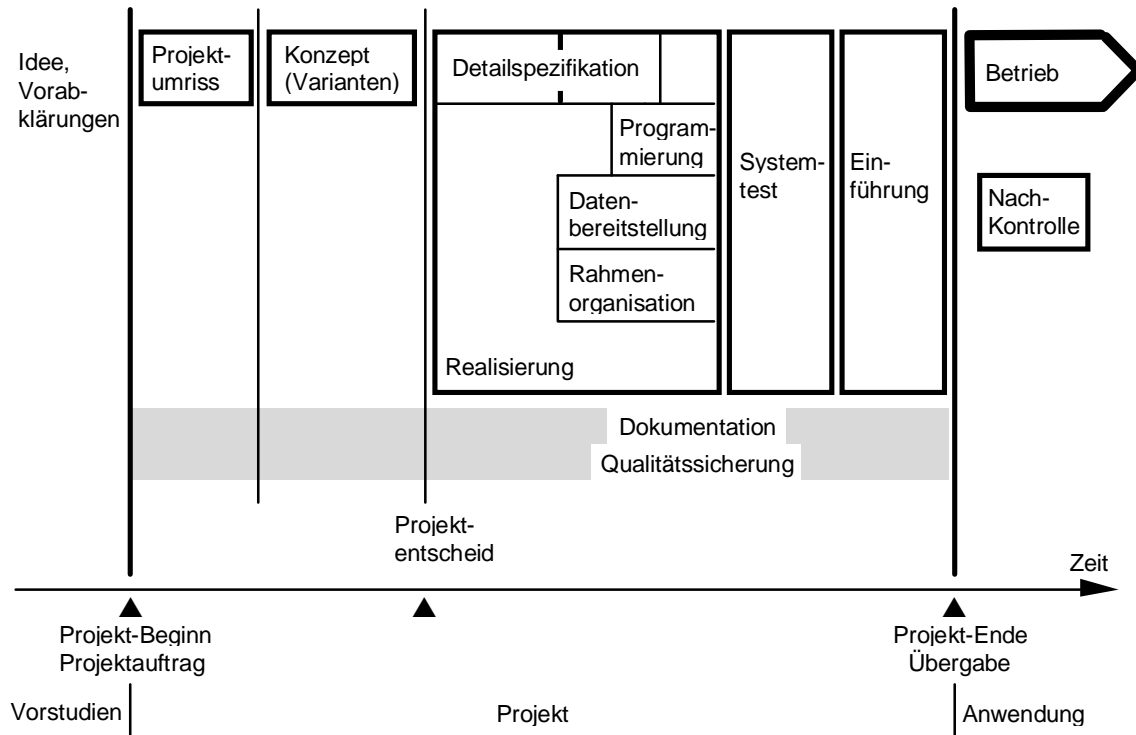 Idee,
Vorab-
klärungen
Projekt-
umriss
Konzept
(Varianten)
Detailspezifikation
Program-
mierung
Daten-
bereitstellung
Rahmen-
organisation
Realisierung
System-
test
Ein-
führung
Betrieb
Nach-
Kontrolle
Dokumentation
Qualitätssicherung
Projekt-
entscheid
Zeit
Projekt-Beginn
Projektauftrag
Projekt-Ende
Übergabe
Vorstudien
Projekt
Anwendung